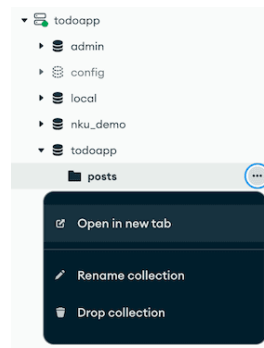 todoapp
admin
config
local
nku_demo
todoapp
posts
Open in new tab
Rename collection
Drop collection